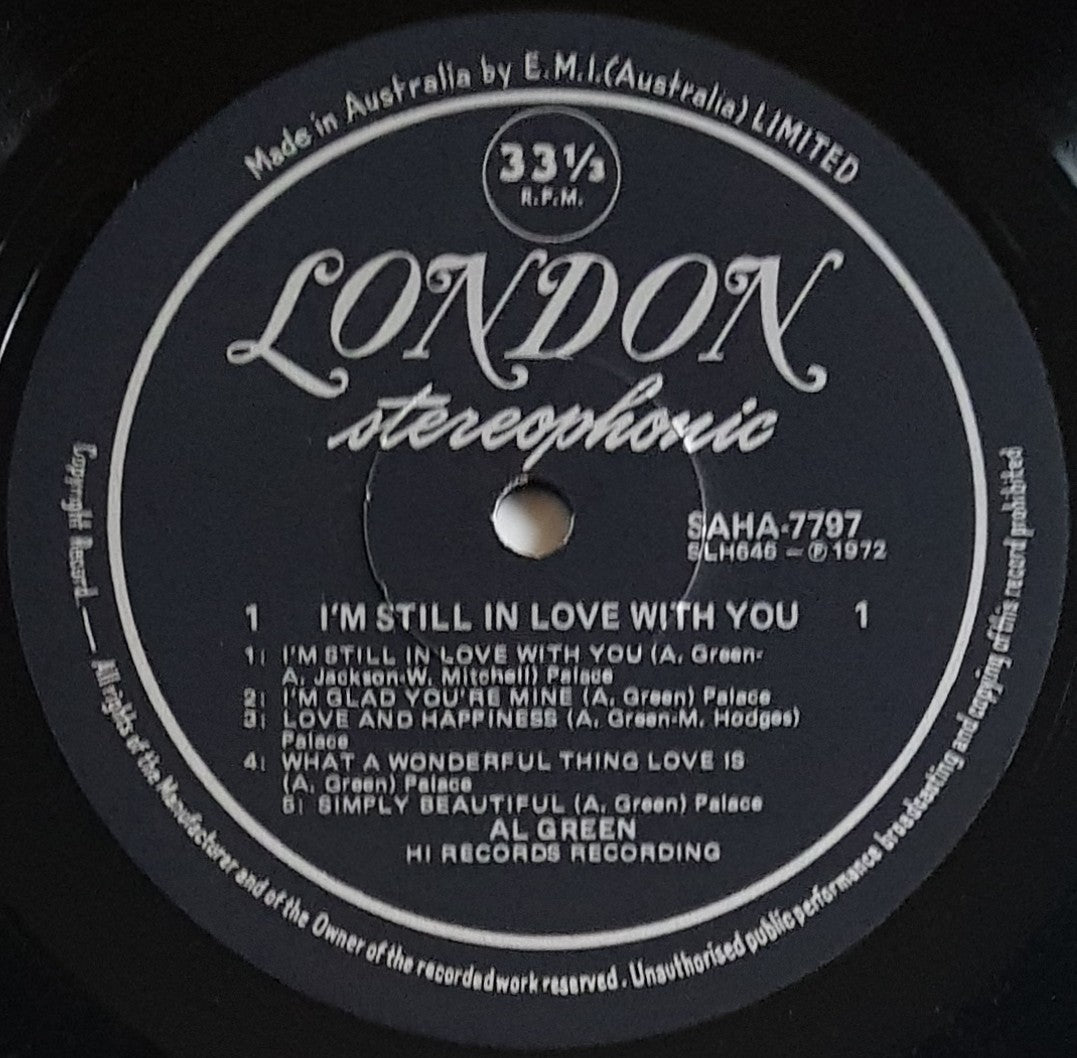 Made in Australia by E.M.I.(Australia) LIMITED
33⅓
R.P.M.
LONDON
stereophonic
SAHA-7797
SLH646 – ℗ 1972
1 I'M STILL IN LOVE WITH YOU 1
1: I'M STILL IN LOVE WITH YOU (A. Green-
A. Jackson-W. Mitchell) Palace
2: I'M GLAD YOU'RE MINE (A. Green) Palace
3: LOVE AND HAPPINESS (A. Green-M. Hodges)
Palace
4: WHAT A WONDERFUL THING LOVE IS
(A. Green) Palace
5: SIMPLY BEAUTIFUL (A. Green) Palace
AL GREEN
HI RECORDS RECORDING
Copyright Record. — All rights of the Manufacturer and of the Owner of the recorded work reserved. Unauthorised public performance broadcasting and copying of this record prohibited